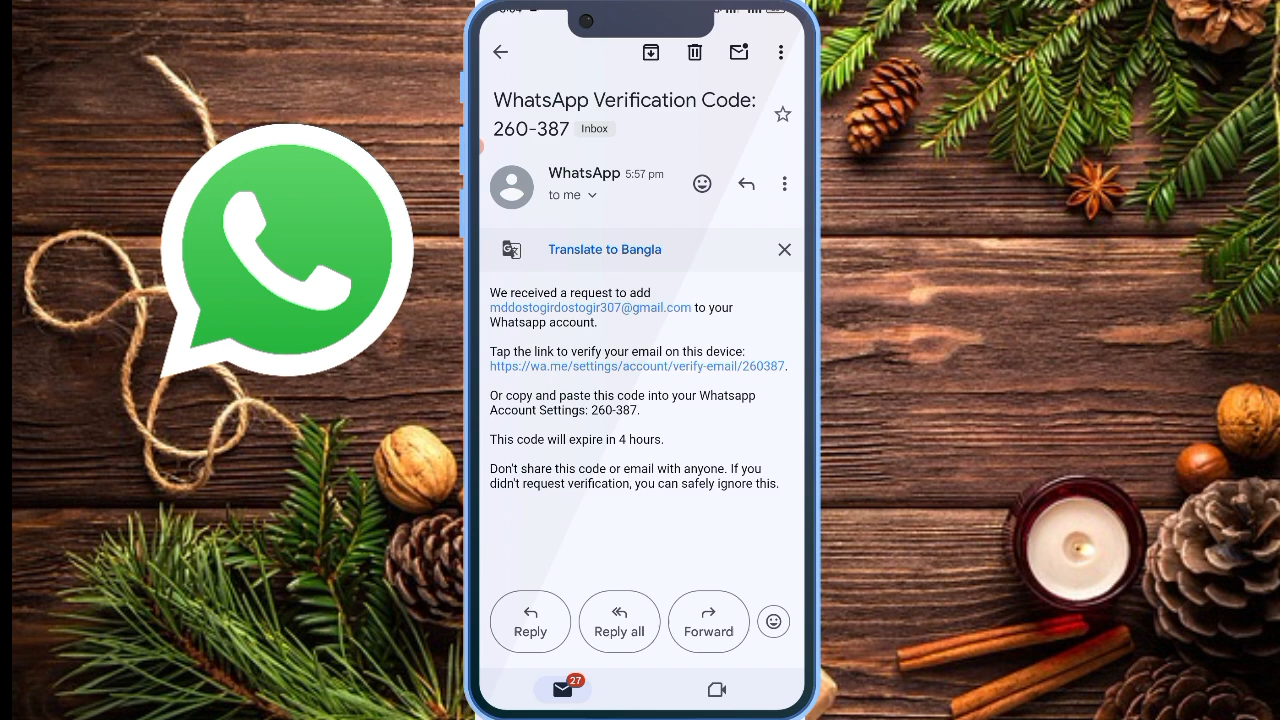 WhatsApp Verification Code:
260-387 Inbox
WhatsApp 5:57 pm
to me
Translate to Bangla
We received a request to add
mddostogirdostogir307@gmail.com to your
Whatsapp account.
Tap the link to verify your email on this device:
https://wa.me/settings/account/verify-email/260387.
Or copy and paste this code into your Whatsapp
Account Settings: 260-387.
This code will expire in 4 hours.
Don't share this code or email with anyone. If you
didn't request verification, you can safely ignore this.
Reply Reply all Forward
27